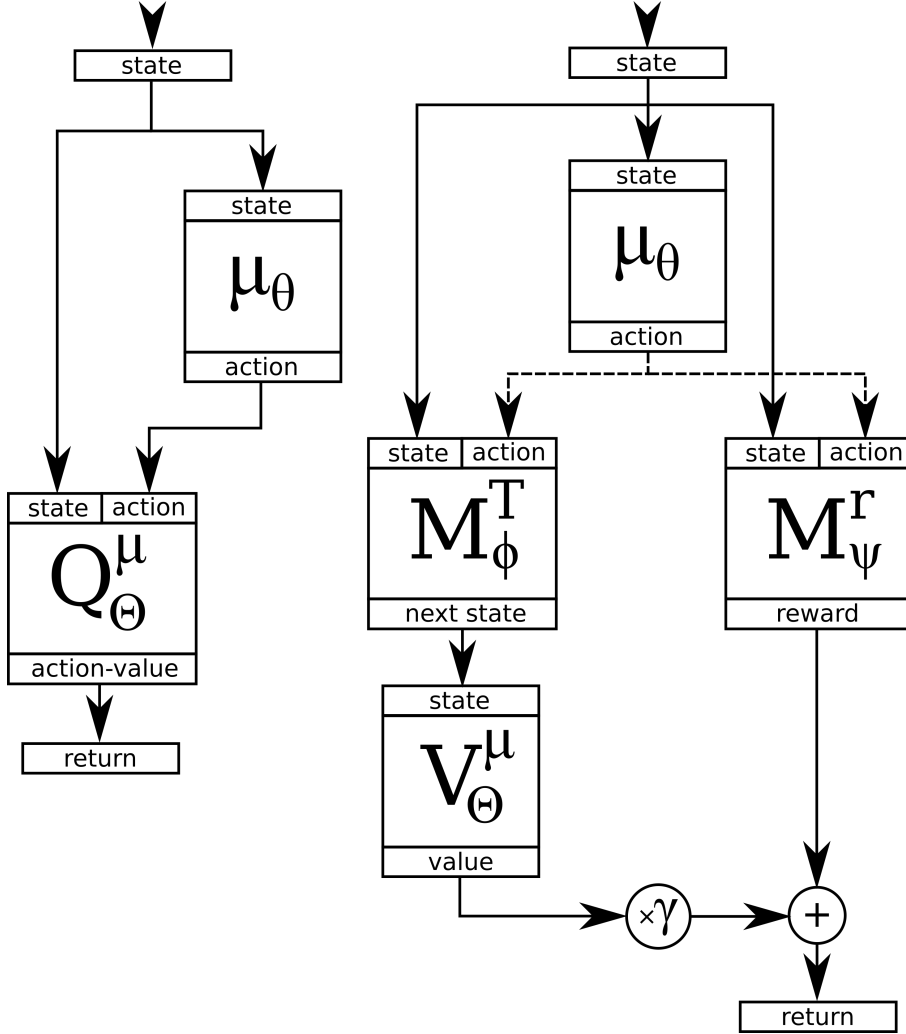 state
state
μθ
action
state action
Q^μ_Θ
action-value
return
state
state
μθ
action
state action
M^T_ϕ
next state
state
V^μ_Θ
value
×γ
state action
M^r_ψ
reward
+
return